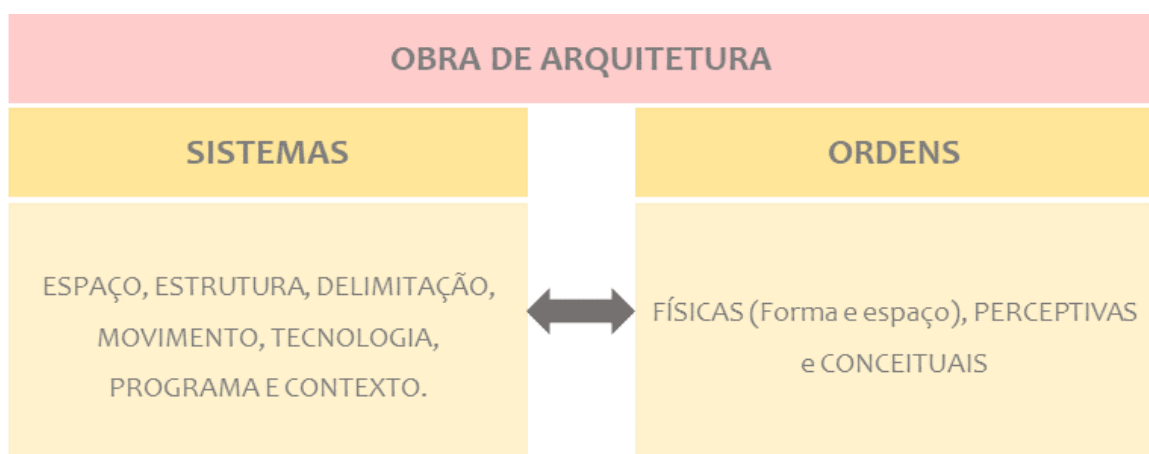 OBRA DE ARQUITETURA
SISTEMAS
ORDENS
ESPAÇO, ESTRUTURA, DELIMITAÇÃO,
MOVIMENTO, TECNOLOGIA,
PROGRAMA E CONTEXTO.
FÍSICAS (Forma e espaço), PERCEPTIVAS
e CONCEITUAIS